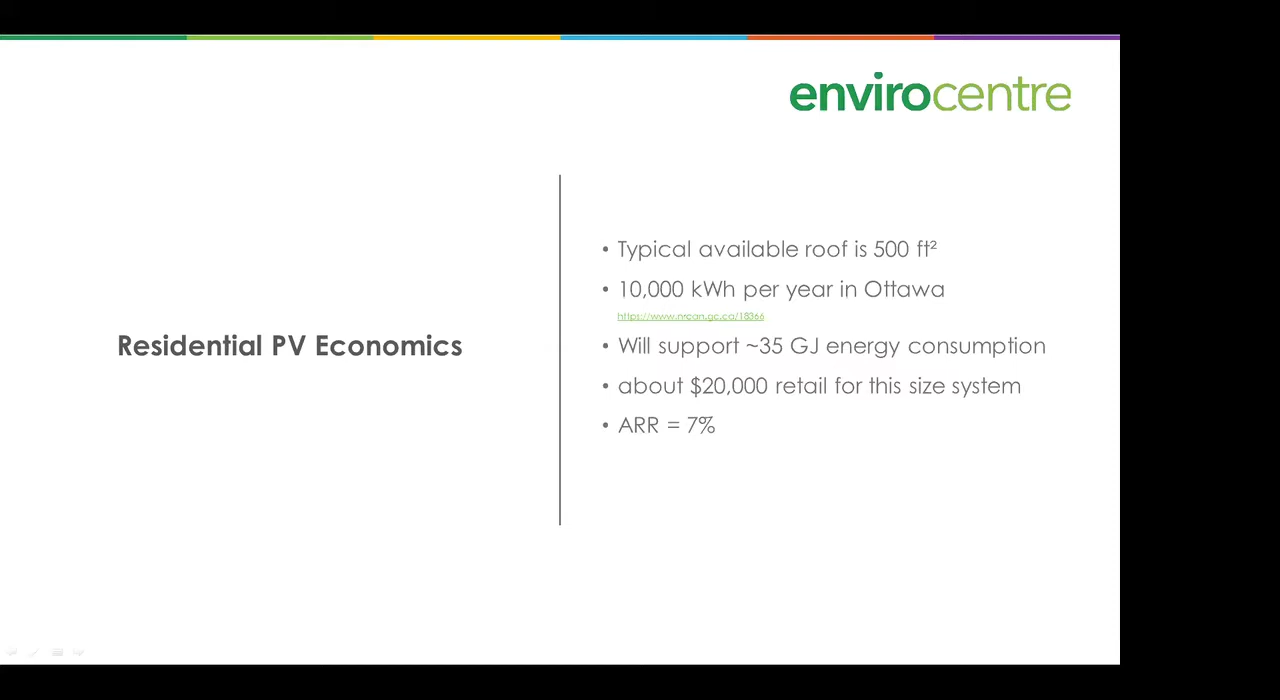 envirocentre
Residential PV Economics
• Typical available roof is 500 ft²
• 10,000 kWh per year in Ottawa
https://www.nrcan.gc.ca/18366
• Will support ~35 GJ energy consumption
• about $20,000 retail for this size system
• ARR = 7%